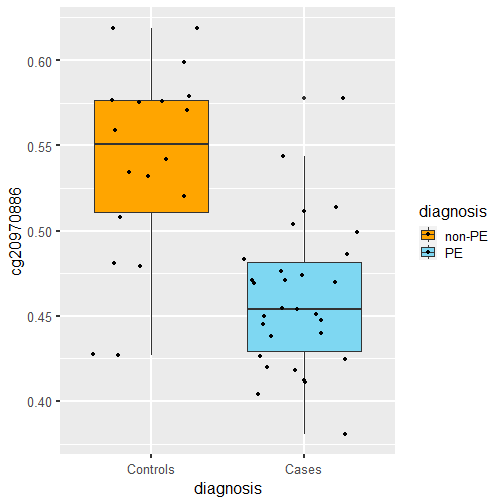 cg20970886
0.60
0.55
0.50
0.45
0.40
Controls
Cases
diagnosis
diagnosis
non-PE
PE